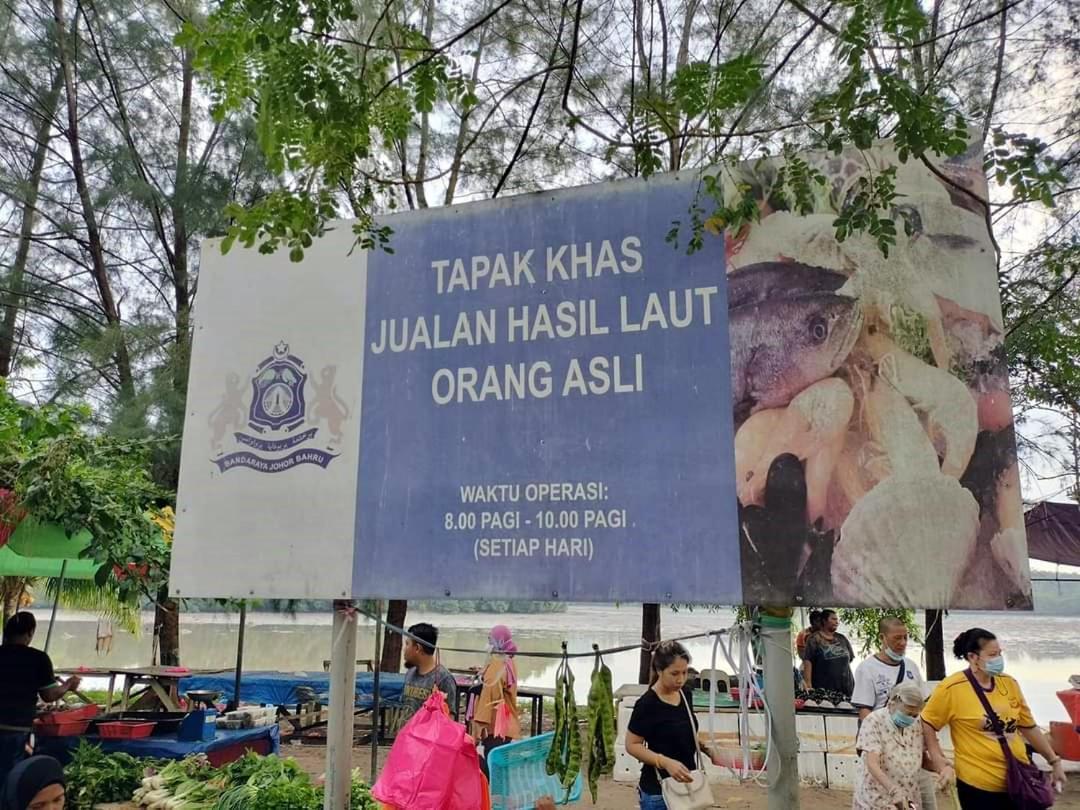 TAPAK KHAS
JUALAN HASIL LAUT
ORANG ASLI
WAKTU OPERASI:
8.00 PAGI - 10.00 PAGI
(SETIAP HARI)
BANDARAYA JOHOR BAHRU